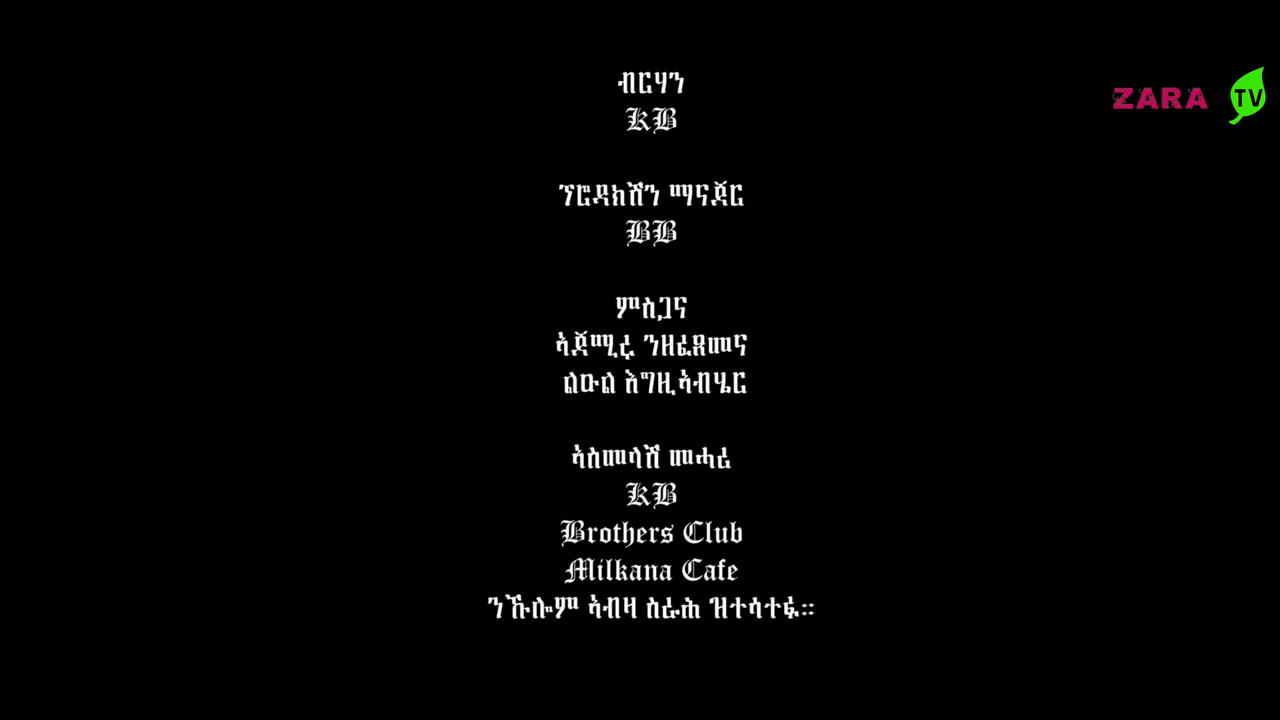 ብርሃን
KB
ፕሮዳክሽን ማናጀር
BB
ምስጋና
ኣጀሚሩ ንዘፈጸመና
ልዑል እግዚኣብሄር
ኣስመላሽ መሓሪ
KB
Brothers Club
Milkana Cafe
ንኹሎም ኣብዛ ስራሕ ዝተሳተፉ።
ZARA TV